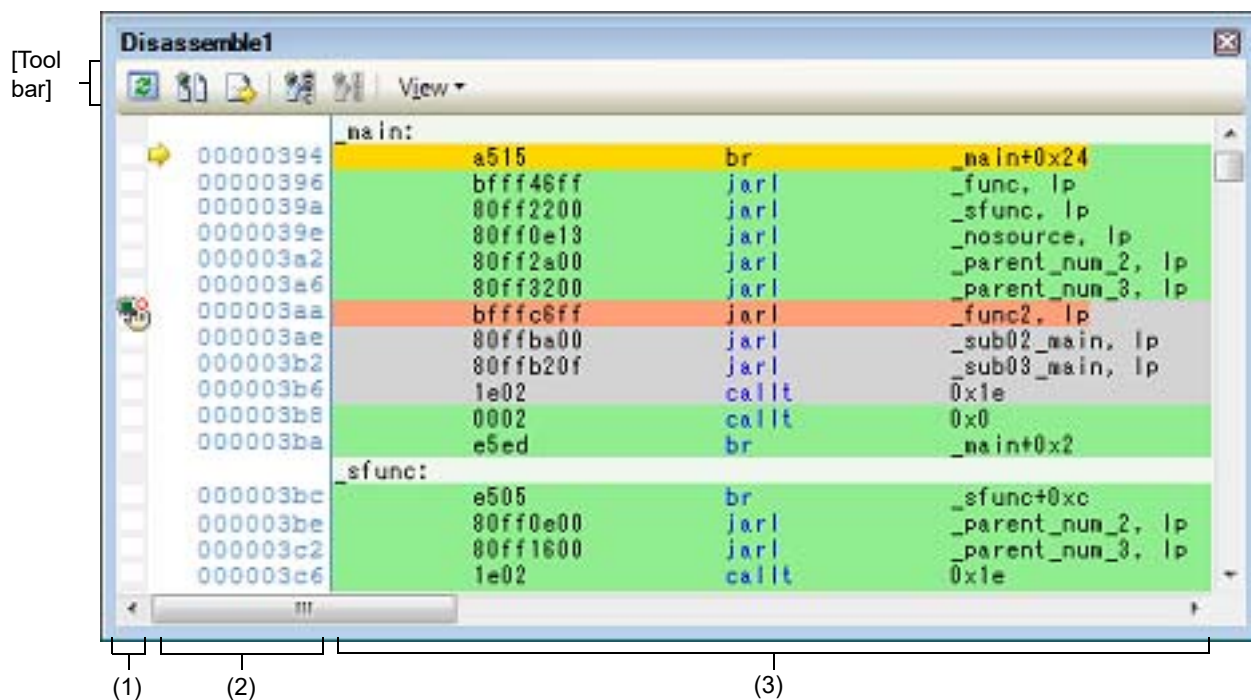 Disassemble1
[Tool bar]
View
_main:
00000394 a515 br _main+0x24
00000396 bfff46ff jarl _func, lp
0000039a 80ff2200 jarl _sfunc, lp
0000039e 80ff0e13 jarl _nosource, lp
000003a2 80ff2a00 jarl _parent_num_2, lp
000003a6 80ff3200 jarl _parent_num_3, lp
000003aa bfffc6ff jarl _func2, lp
000003ae 80ffba00 jarl _sub02_main, lp
000003b2 80ffb20f jarl _sub03_main, lp
000003b6 1e02 callt 0x1e
000003b8 0002 callt 0x0
000003ba e5ed br _main+0x2
_sfunc:
000003bc e505 br _sfunc+0xc
000003be 80ff0e00 jarl _parent_num_2, lp
000003c2 80ff1600 jarl _parent_num_3, lp
000003c6 1e02 callt 0x1e
(1) (2) (3)